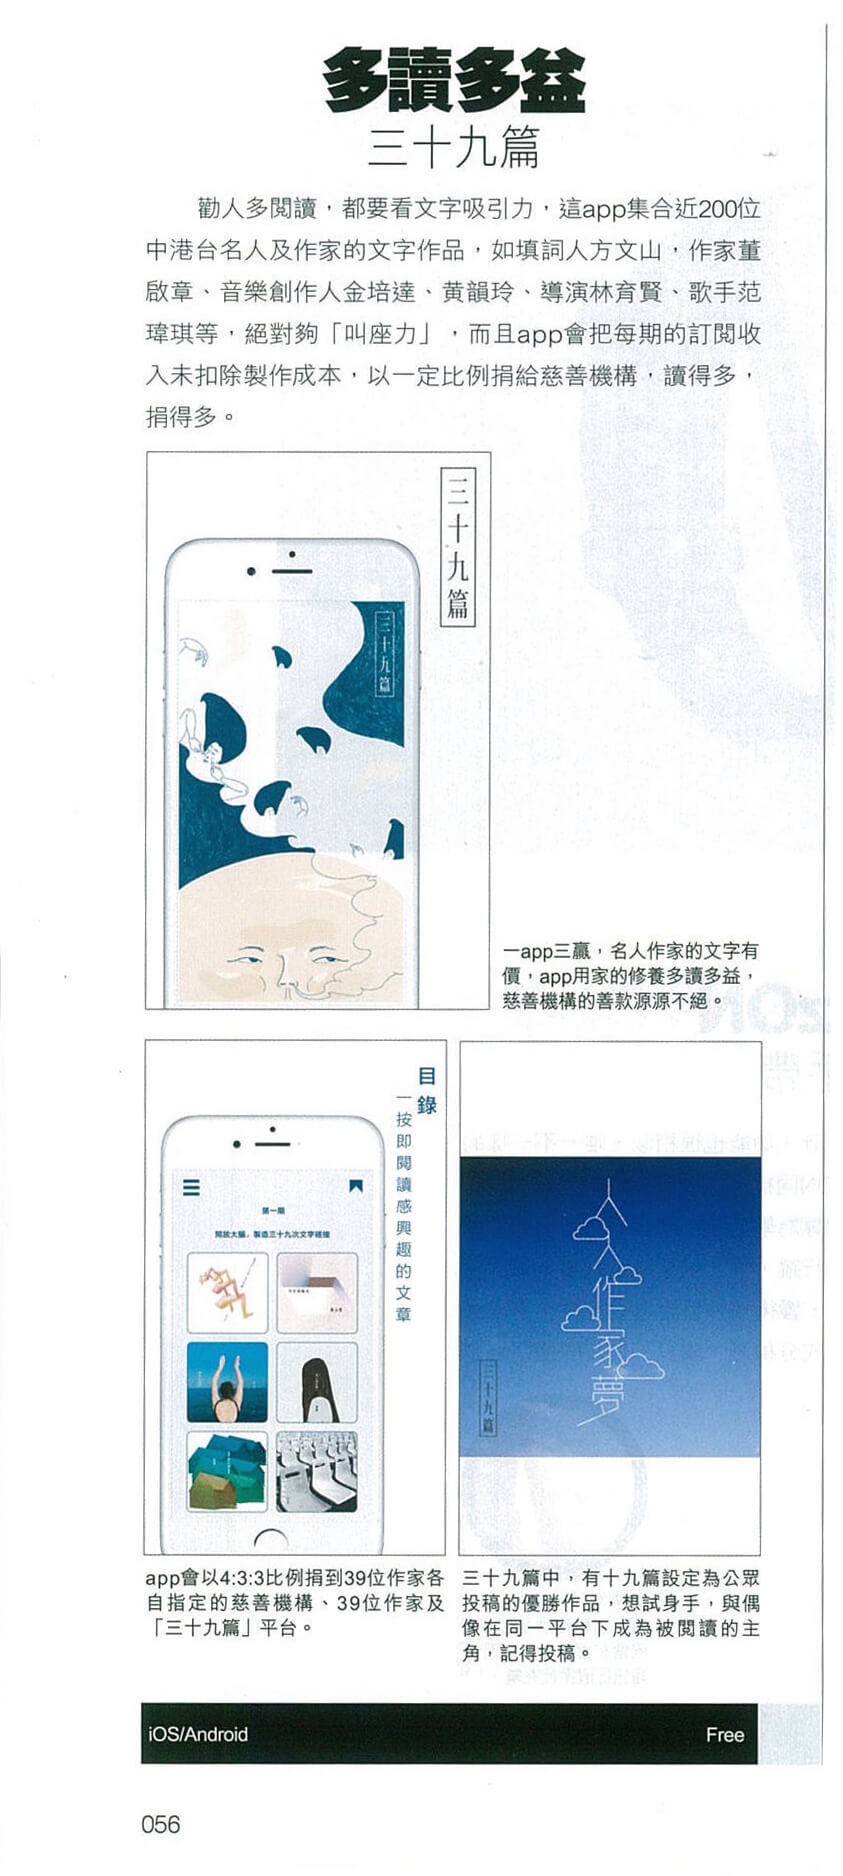 多讀多益
三十九篇
勸人多閱讀，都要看文字吸引力，這app集合近200位
中港台名人及作家的文字作品，如填詞人方文山，作家董
啟章、音樂創作人金培達、黃韻玲、導演林育賢、歌手范
瑋琪等，絕對夠「叫座力」，而且app會把每期的訂閱收
入未扣除製作成本，以一定比例捐給慈善機構，讀得多，
捐得多。
三十九篇
三十九篇
一app三贏，名人作家的文字有
價，app用家的修養多讀多益，
慈善機構的善款源源不絕。
目錄
一按即閱讀感興趣的文章
第一期
開放大腦，製造三十九次文字碰撞
人人作家夢
三十九篇
app會以4:3:3比例捐到39位作家各
自指定的慈善機構、39位作家及
「三十九篇」平台。
三十九篇中，有十九篇設定為公眾
投稿的優勝作品，想試身手，與偶
像在同一平台下成為被閱讀的主
角，記得投稿。
iOS/Android
Free
056